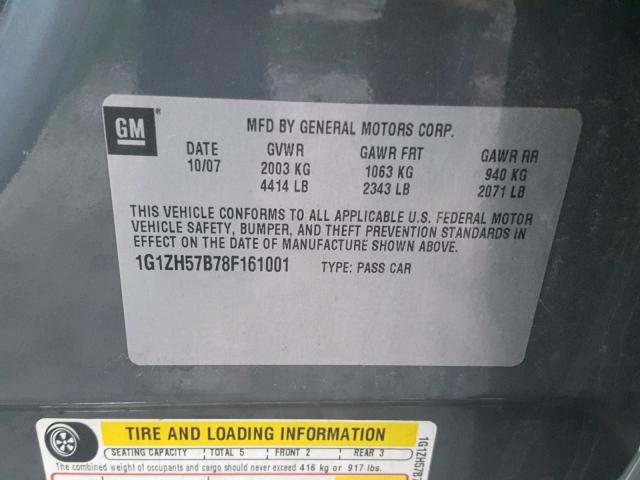 GM
MFD BY GENERAL MOTORS CORP.
DATE GVWR GAWR FRT GAWR RR
10/07 2003 KG 1063 KG 940 KG
4414 LB 2343 LB 2071 LB
THIS VEHICLE CONFORMS TO ALL APPLICABLE U.S. FEDERAL MOTOR
VEHICLE SAFETY, BUMPER, AND THEFT PREVENTION STANDARDS IN
EFFECT ON THE DATE OF MANUFACTURE SHOWN ABOVE.
1G1ZH57B78F161001 TYPE: PASS CAR
TIRE AND LOADING INFORMATION
SEATING CAPACITY TOTAL 5 FRONT 2 REAR 3
The combined weight of occupants and cargo should never exceed 416 kg or 917 lbs.